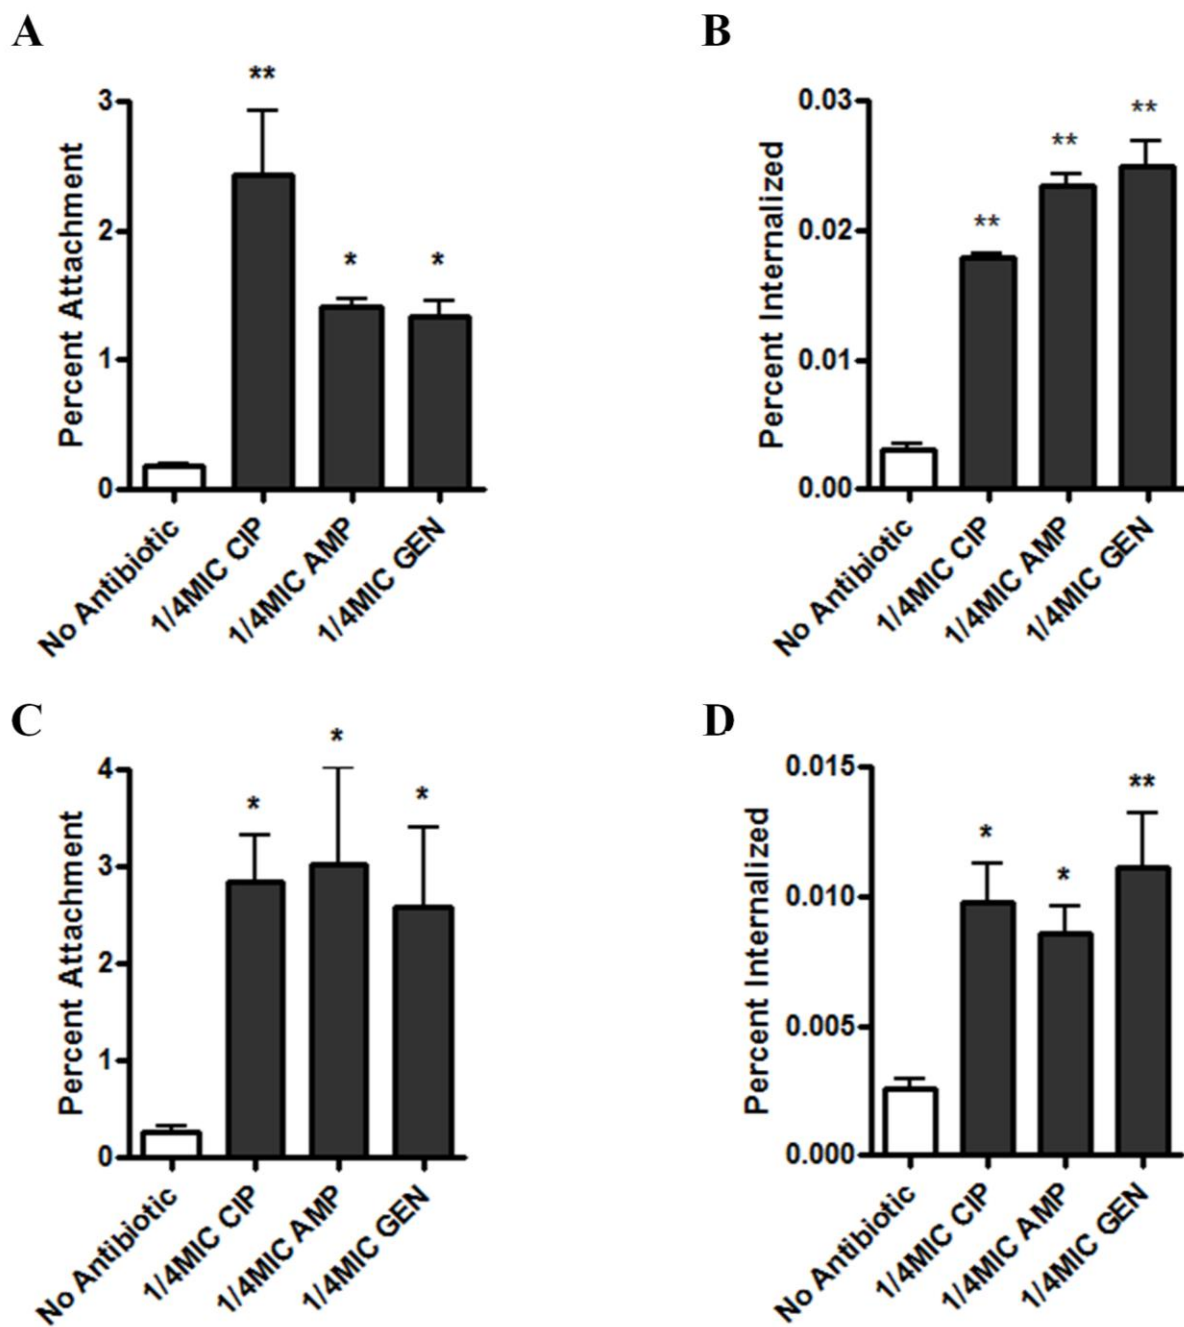 A
Percent Attachment
3
2
1
0
**
*
*
No Antibiotic
1/4MIC CIP
1/4MIC AMP
1/4MIC GEN
B
Percent Internalized
0.03
0.02
0.01
0.00
**
**
**
No Antibiotic
1/4MIC CIP
1/4MIC AMP
1/4MIC GEN
C
Percent Attachment
4
3
2
1
0
*
*
*
No Antibiotic
1/4MIC CIP
1/4MIC AMP
1/4MIC GEN
D
Percent Internalized
0.015
0.010
0.005
0.000
*
*
**
No Antibiotic
1/4MIC CIP
1/4MIC AMP
1/4MIC GEN